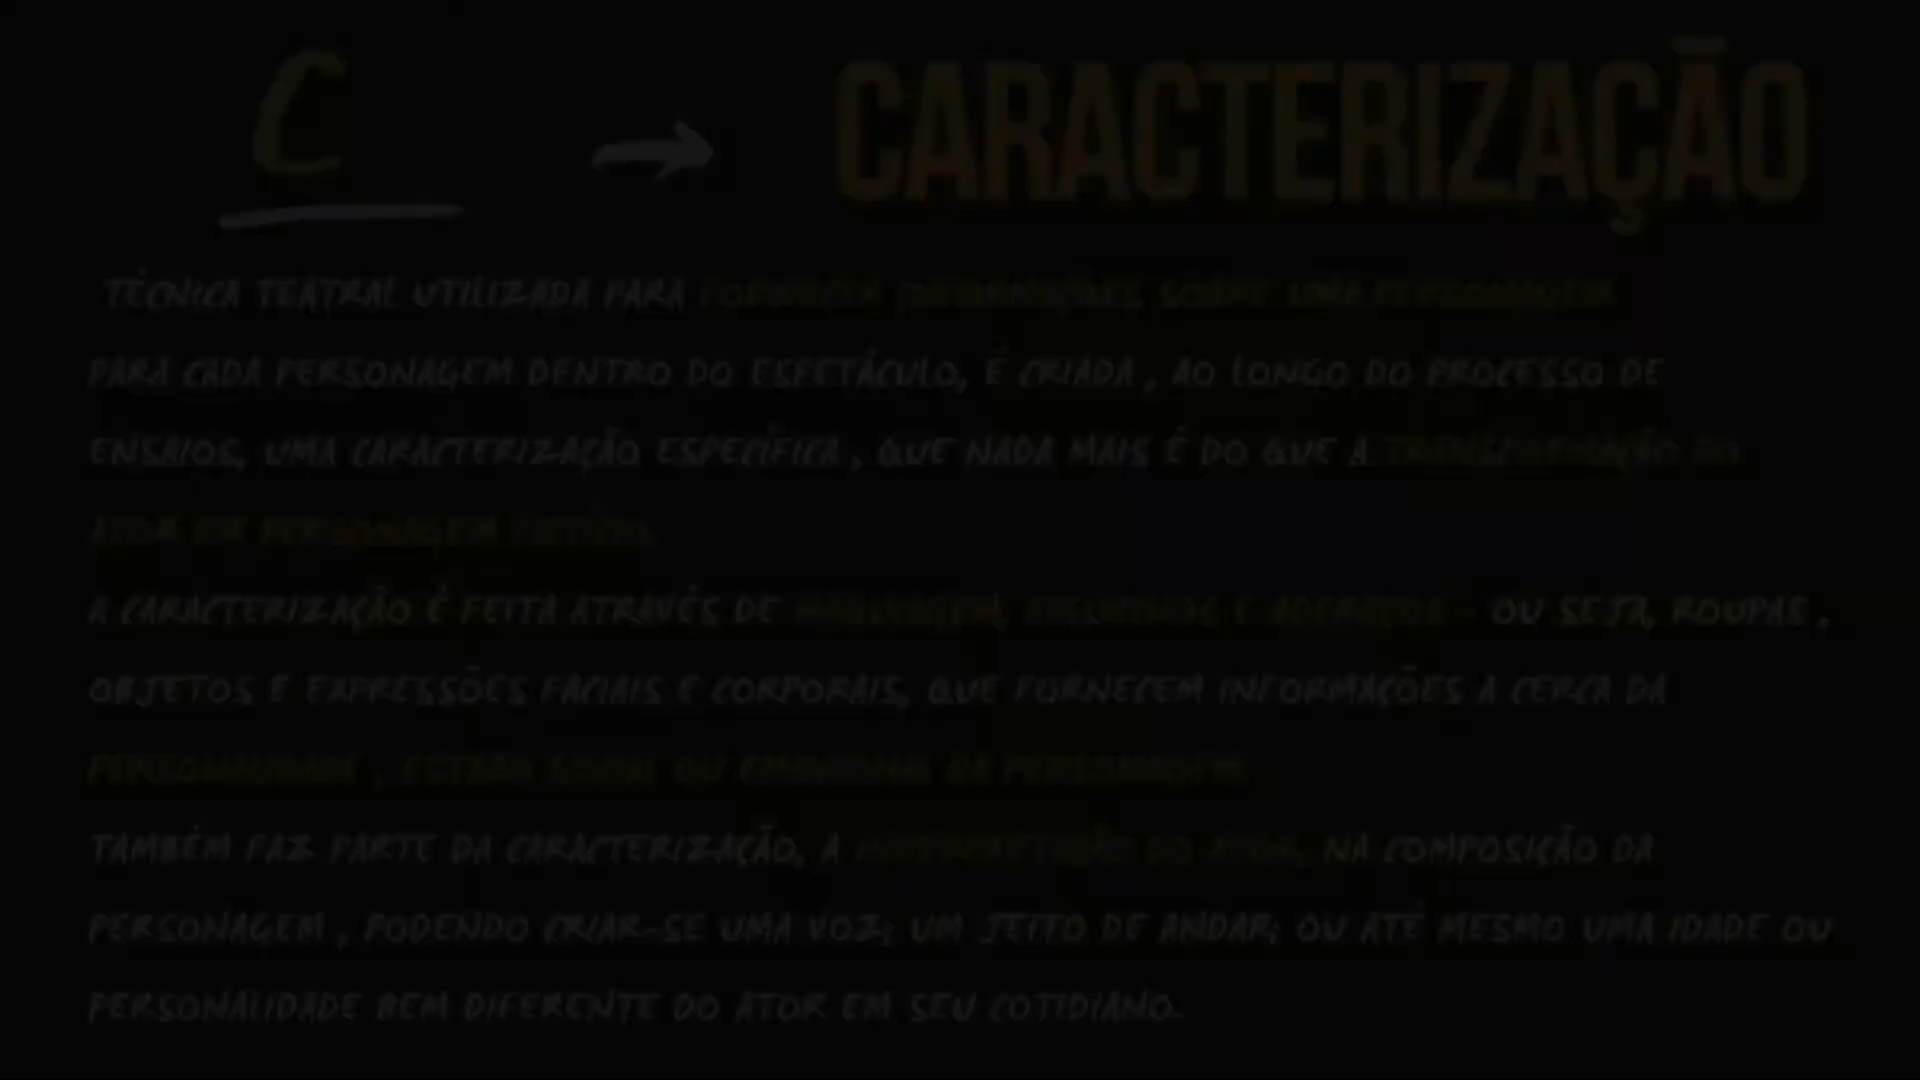 C → CARACTERIZAÇÃO
TÉCNICA TEATRAL UTILIZADA PARA FORNECER INFORMAÇÕES SOBRE UMA PERSONAGEM
PARA CADA PERSONAGEM DENTRO DO ESPETÁCULO, É CRIADA, AO LONGO DO PROCESSO DE
ENSAIOS, UMA CARACTERIZAÇÃO ESPECÍFICA, QUE NADA MAIS É DO QUE A TRANSFORMAÇÃO DO
ATOR EM PERSONAGEM
A CARACTERIZAÇÃO É FEITA ATRAVÉS DE MAQUIAGEM, FIGURINOS E ADEREÇOS - OU SEJA, ROUPAS,
OBJETOS E EXPRESSÕES FACIAIS E CORPORAIS, QUE FORNECEM INFORMAÇÕES A CERCA DA
PERSONALIDADE, ESTADO SOCIAL OU EMOCIONAL DA PERSONAGEM.
TAMBÉM FAZ PARTE DA CARACTERIZAÇÃO, A INTERPRETAÇÃO DO ATOR, NA COMPOSIÇÃO DA
PERSONAGEM, PODENDO CRIAR-SE UMA VOZ; UM JEITO DE ANDAR; OU ATÉ MESMO UMA IDADE OU
PERSONALIDADE BEM DIFERENTE DO ATOR EM SEU COTIDIANO.